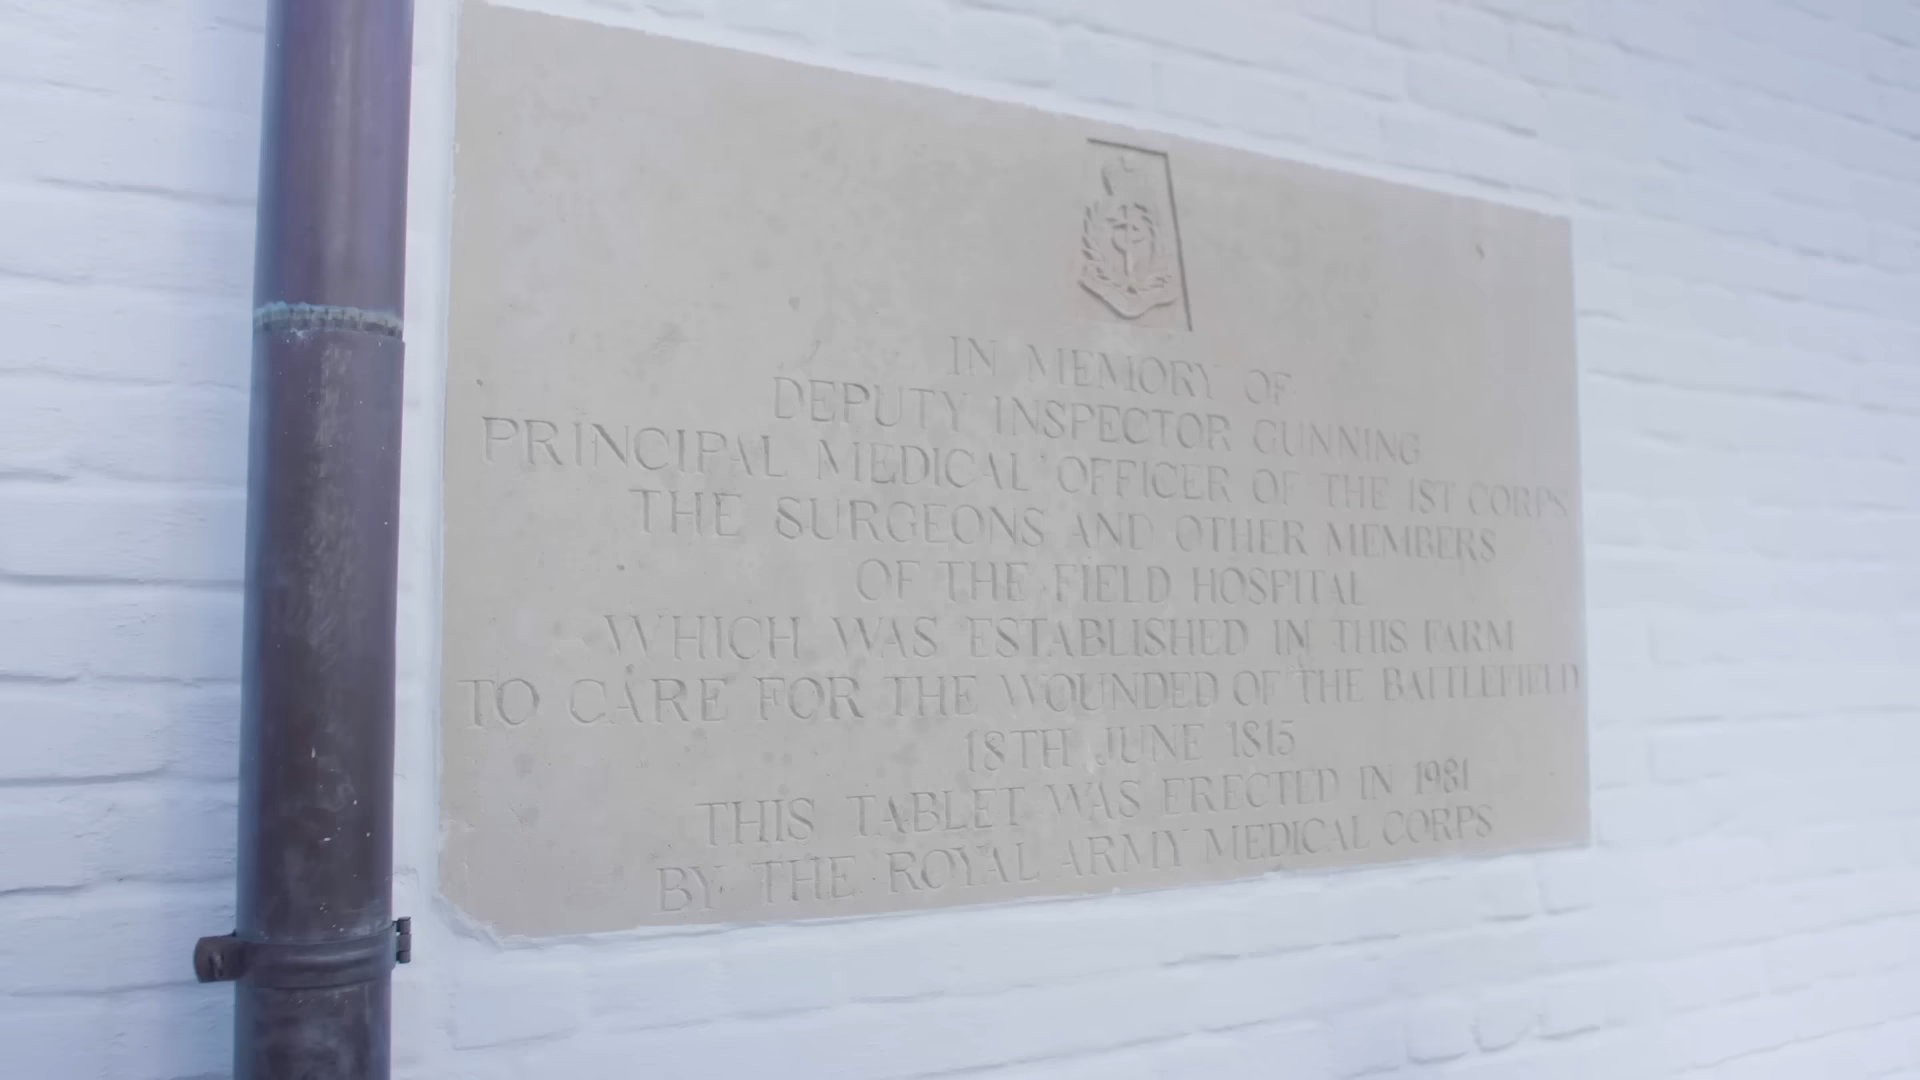 IN MEMORY OF
DEPUTY INSPECTOR GUNNING
PRINCIPAL MEDICAL OFFICER OF THE 1ST CORPS
THE SURGEONS AND OTHER MEMBERS
OF THE FIELD HOSPITAL
WHICH WAS ESTABLISHED IN THIS FARM
TO CARE FOR THE WOUNDED OF THE BATTLEFIELD
18TH JUNE 1815
THIS TABLET WAS ERECTED IN 1981
BY THE ROYAL ARMY MEDICAL CORPS